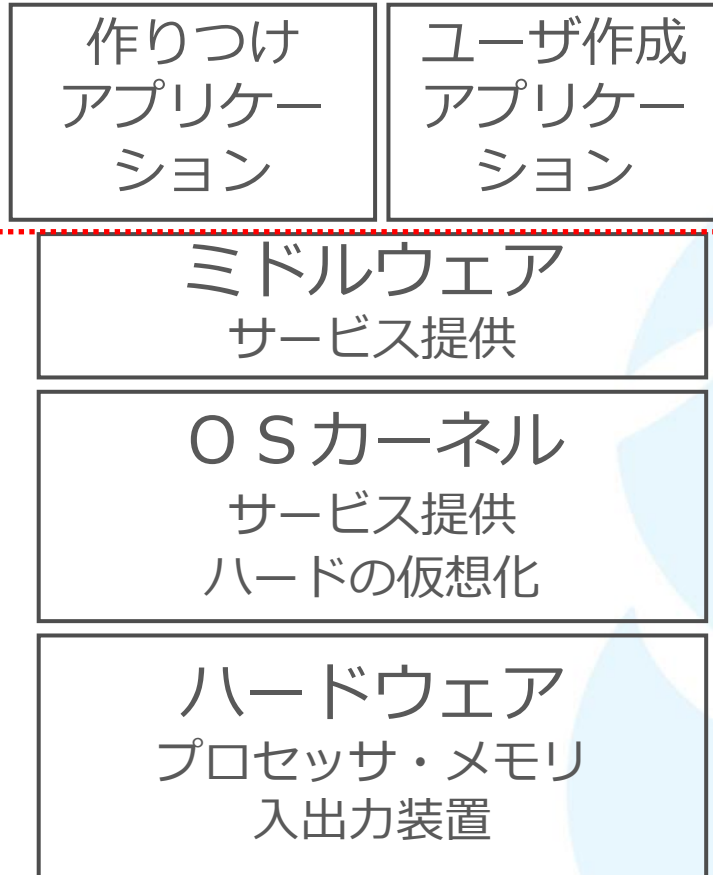 作りつけ
アプリケー
ション
ユーザ作成
アプリケー
ション
ミドルウェア
サービス提供
ＯＳカーネル
サービス提供
ハードの仮想化
ハードウェア
プロセッサ・メモリ
入出力装置